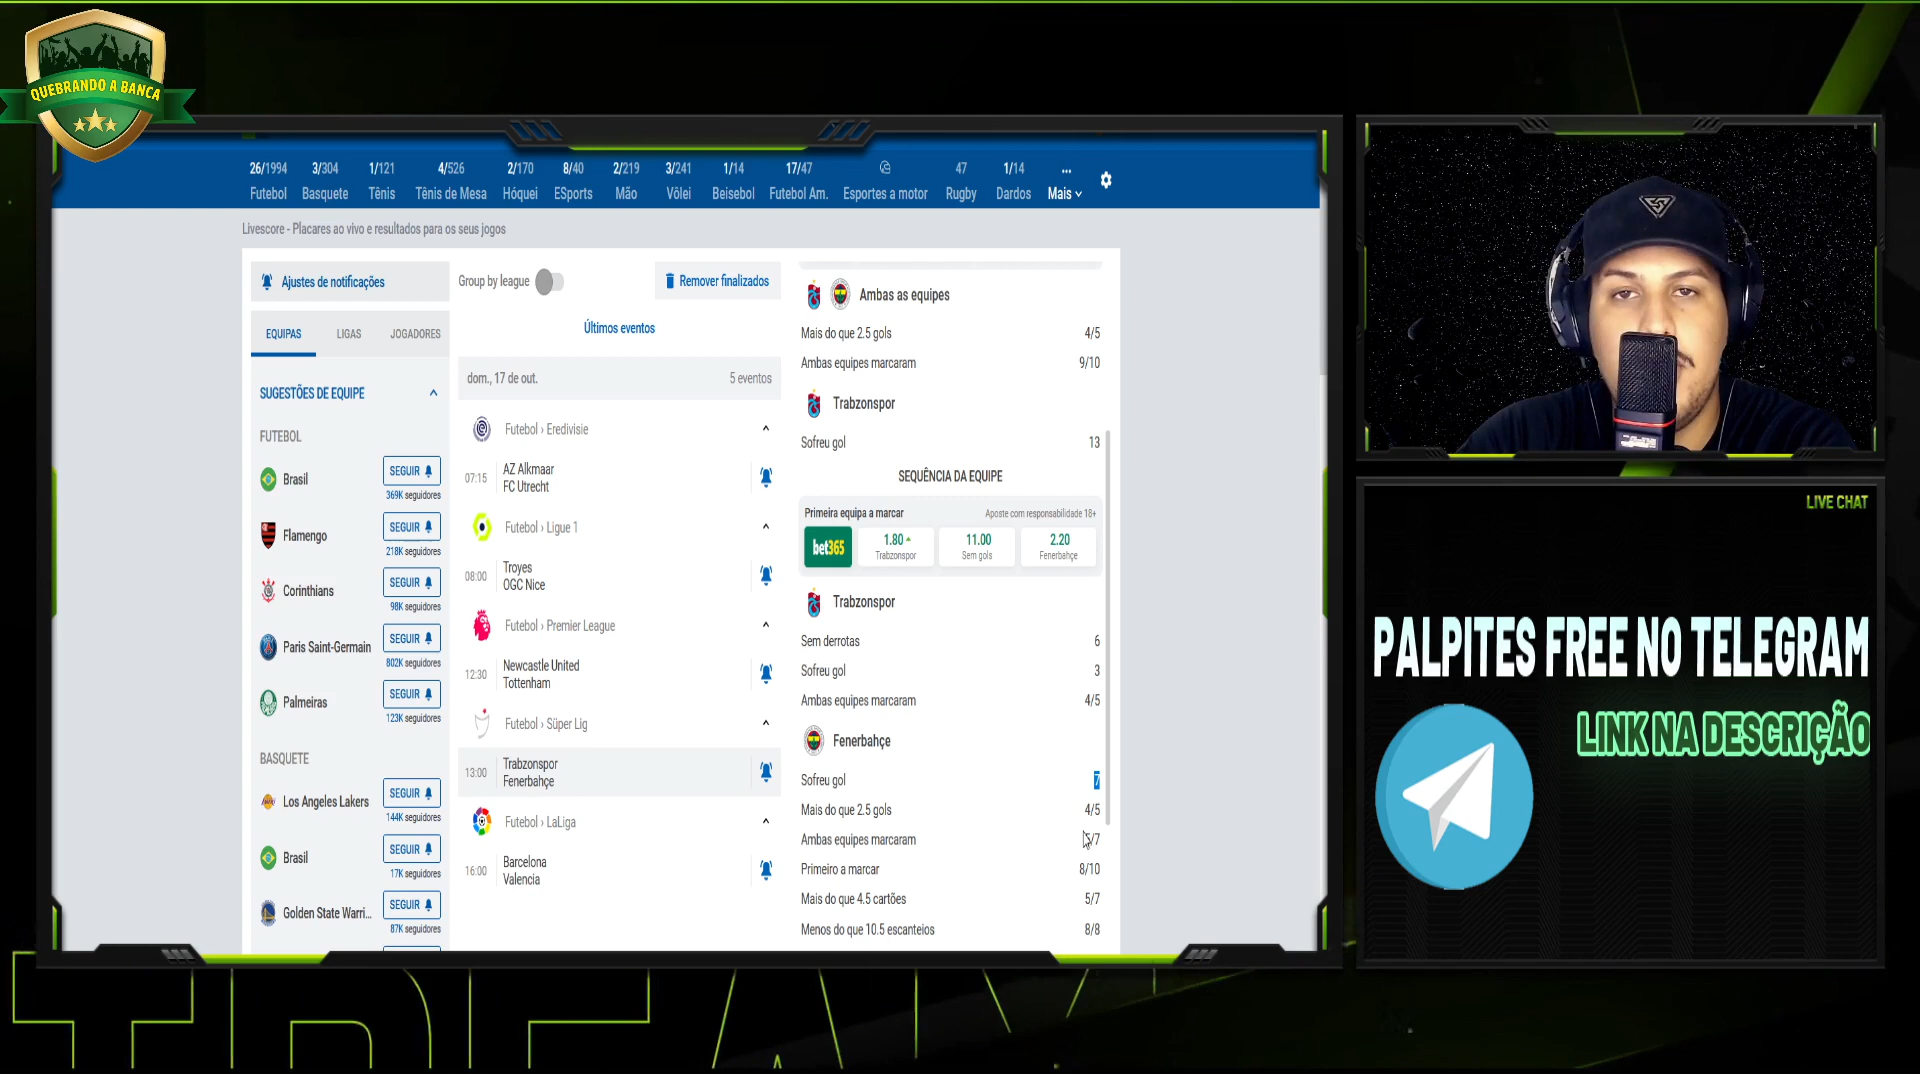 QUEBRANDO A BANCA
26/1994 3/304 1/121 4/526 2/170 8/40 2/219 3/241 1/14 17/47 47 1/14 ...
Futebol Basquete Tênis Tênis de Mesa Hóquei ESports Mão Vôlei Beisebol Futebol Am. Esportes a motor Rugby Dardos Mais
Livescore - Placares ao vivo e resultados para os seus jogos
Ajustes de notificações
EQUIPAS LIGAS JOGADORES
SUGESTÕES DE EQUIPE
FUTEBOL
Brasil SEGUIR
369K seguidores
Flamengo SEGUIR
218K seguidores
Corinthians SEGUIR
98K seguidores
Paris Saint-Germain SEGUIR
802K seguidores
Palmeiras SEGUIR
123K seguidores
BASQUETE
Los Angeles Lakers SEGUIR
144K seguidores
Brasil SEGUIR
17K seguidores
Golden State Warri... SEGUIR
87K seguidores
Group by league Remover finalizados
Últimos eventos
dom., 17 de out. 5 eventos
Futebol › Eredivisie
07:15
AZ Alkmaar
FC Utrecht
Futebol › Ligue 1
08:00
Troyes
OGC Nice
Futebol › Premier League
12:30
Newcastle United
Tottenham
Futebol › Süper Lig
13:00
Trabzonspor
Fenerbahçe
Futebol › LaLiga
16:00
Barcelona
Valencia
Ambas as equipes
Mais do que 2.5 gols 4/5
Ambas equipes marcaram 9/10
Trabzonspor
Sofreu gol 13
SEQUÊNCIA DA EQUIPE
Primeira equipa a marcar Aposte com responsabilidade 18+
bet365
1.80 11.00 2.20
Trabzonspor Sem gols Fenerbahçe
Trabzonspor
Sem derrotas 6
Sofreu gol 3
Ambas equipes marcaram 4/5
Fenerbahçe
Sofreu gol 7
Mais do que 2.5 gols 4/5
Ambas equipes marcaram 5/7
Primeiro a marcar 8/10
Mais do que 4.5 cartões 5/7
Menos do que 10.5 escanteios 8/8
LIVE CHAT
PALPITES FREE NO TELEGRAM
LINK NA DESCRIÇÃO